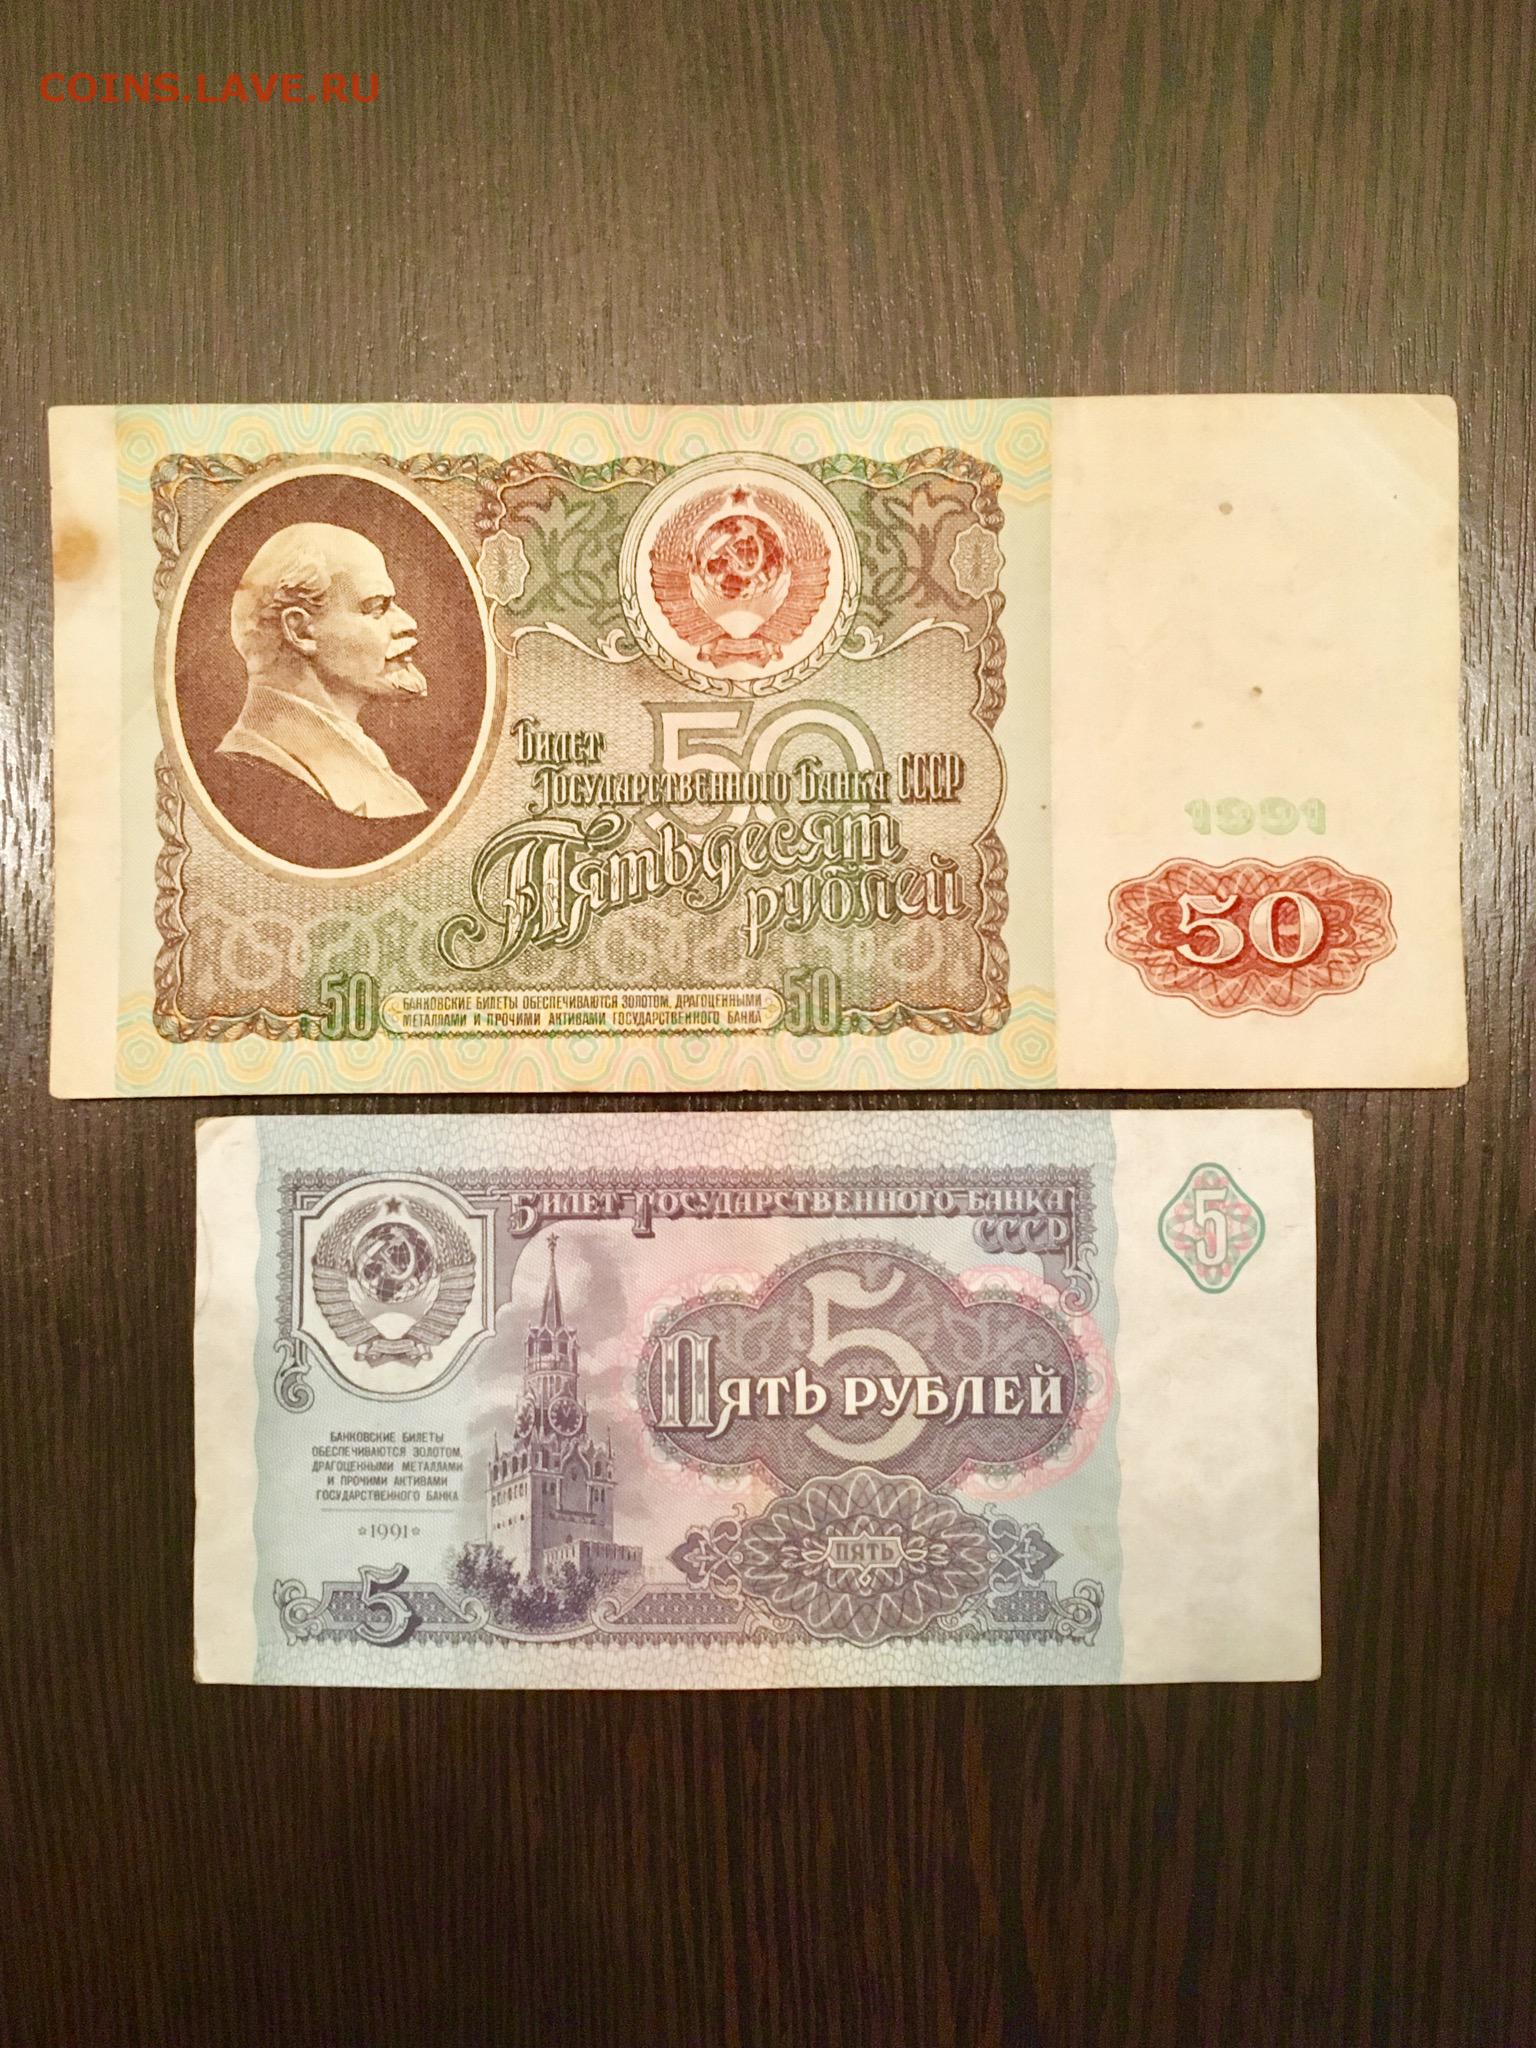 COINS.LAVE.RU
Билет
Государственного Банка СССР
50
Пятьдесят
рублей
50
БАНКОВСКИЕ БИЛЕТЫ ОБЕСПЕЧИВАЮТСЯ ЗОЛОТОМ, ДРАГОЦЕННЫМИ
МЕТАЛЛАМИ И ПРОЧИМИ АКТИВАМИ ГОСУДАРСТВЕННОГО БАНКА
50
1991
50
БИЛЕТ ГОСУДАРСТВЕННОГО БАНКА
СССР
5
5
ПЯТЬ РУБЛЕЙ
БАНКОВСКИЕ БИЛЕТЫ
ОБЕСПЕЧИВАЮТСЯ ЗОЛОТОМ,
ДРАГОЦЕННЫМИ МЕТАЛЛАМИ
И ПРОЧИМИ АКТИВАМИ
ГОСУДАРСТВЕННОГО БАНКА
1991
ПЯТЬ
5